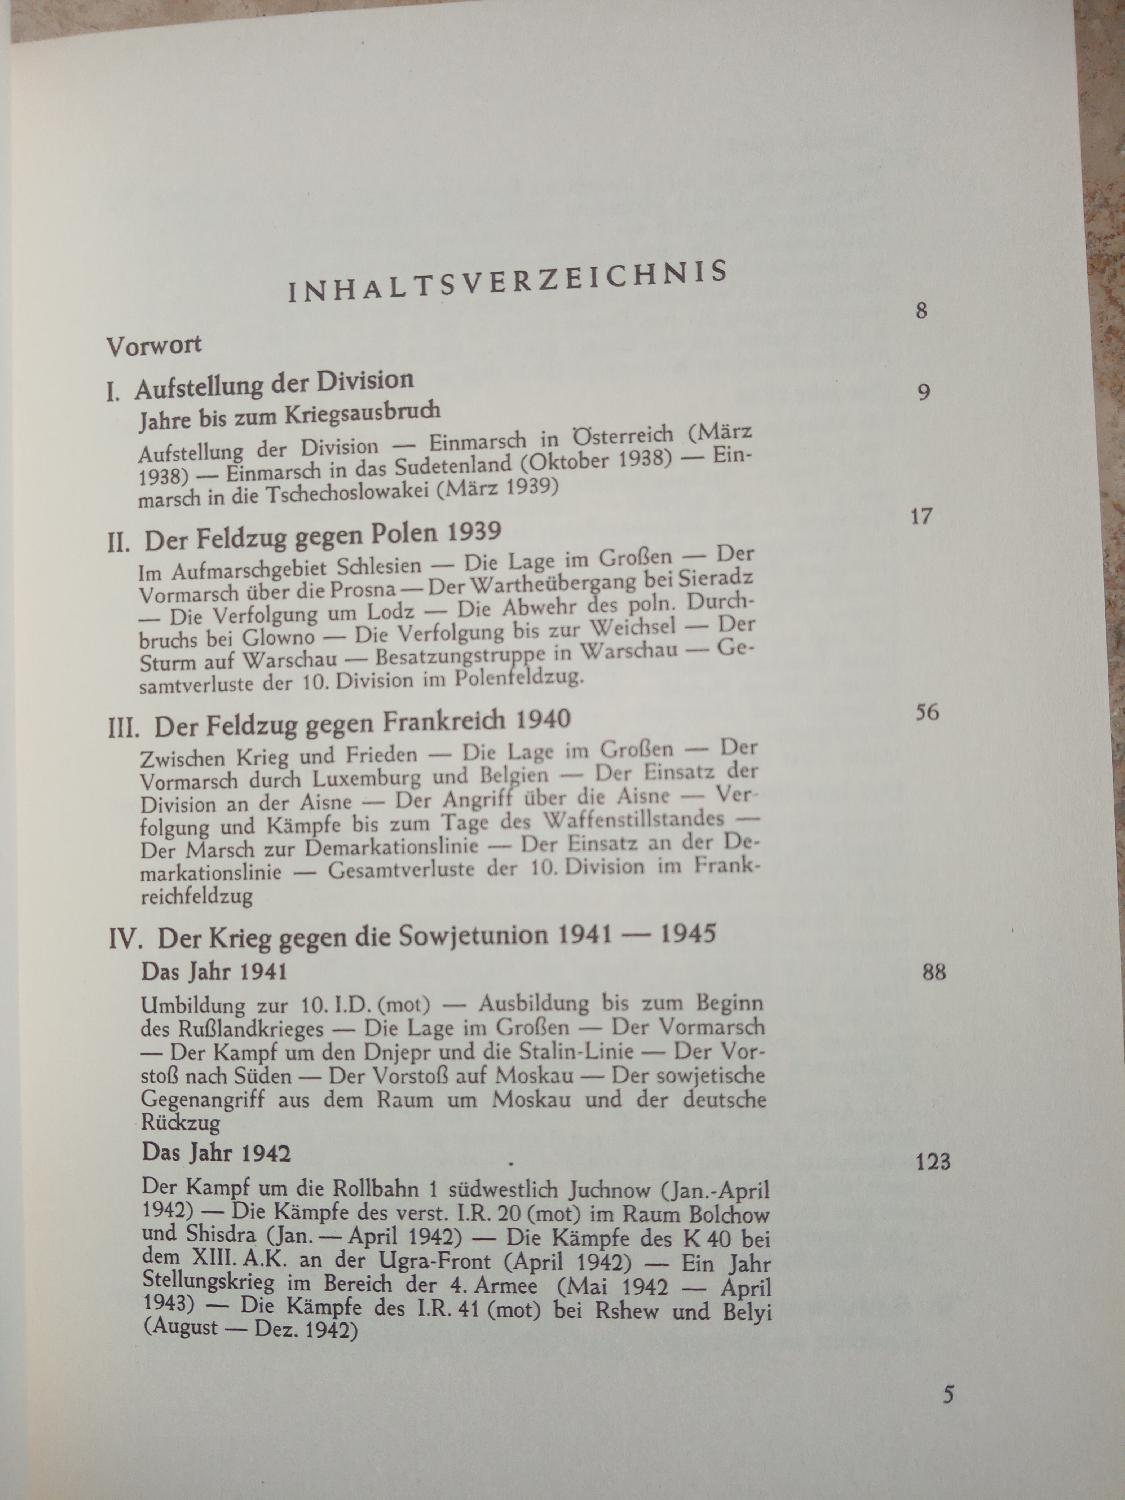 INHALTSVERZEICHNIS
Vorwort 8
I. Aufstellung der Division
Jahre bis zum Kriegsausbruch 9
Aufstellung der Division — Einmarsch in Österreich (März
1938) — Einmarsch in das Sudetenland (Oktober 1938) — Ein-
marsch in die Tschechoslowakei (März 1939)
II. Der Feldzug gegen Polen 1939 17
Im Aufmarschgebiet Schlesien — Die Lage im Großen — Der
Vormarsch über die Prosna — Der Wartheübergang bei Sieradz
— Die Verfolgung um Lodz — Die Abwehr des poln. Durch-
bruchs bei Glowno — Die Verfolgung bis zur Weichsel — Der
Sturm auf Warschau — Besatzungstruppe in Warschau — Ge-
samtverluste der 10. Division im Polenfeldzug.
III. Der Feldzug gegen Frankreich 1940 56
Zwischen Krieg und Frieden — Die Lage im Großen — Der
Vormarsch durch Luxemburg und Belgien — Der Einsatz der
Division an der Aisne — Der Angriff über die Aisne — Ver-
folgung und Kämpfe bis zum Tage des Waffenstillstandes —
Der Marsch zur Demarkationslinie — Der Einsatz an der De-
markationslinie — Gesamtverluste der 10. Division im Frank-
reichfeldzug
IV. Der Krieg gegen die Sowjetunion 1941 — 1945
Das Jahr 1941 88
Umbildung zur 10. I.D. (mot) — Ausbildung bis zum Beginn
des Rußlandkrieges — Die Lage im Großen — Der Vormarsch
— Der Kampf um den Dnjepr und die Stalin-Linie — Der Vor-
stoß nach Süden — Der Vorstoß auf Moskau — Der sowjetische
Gegenangriff aus dem Raum um Moskau und der deutsche
Rückzug
Das Jahr 1942 123
Der Kampf um die Rollbahn 1 südwestlich Juchnow (Jan.-April
1942) — Die Kämpfe des verst. I.R. 20 (mot) im Raum Bolchow
und Shisdra (Jan. — April 1942) — Die Kämpfe des K 40 bei
dem XIII. A.K. an der Ugra-Front (April 1942) — Ein Jahr
Stellungskrieg im Bereich der 4. Armee (Mai 1942 — April
1943) — Die Kämpfe des I.R. 41 (mot) bei Rshew und Belyi
(August — Dez. 1942)
5